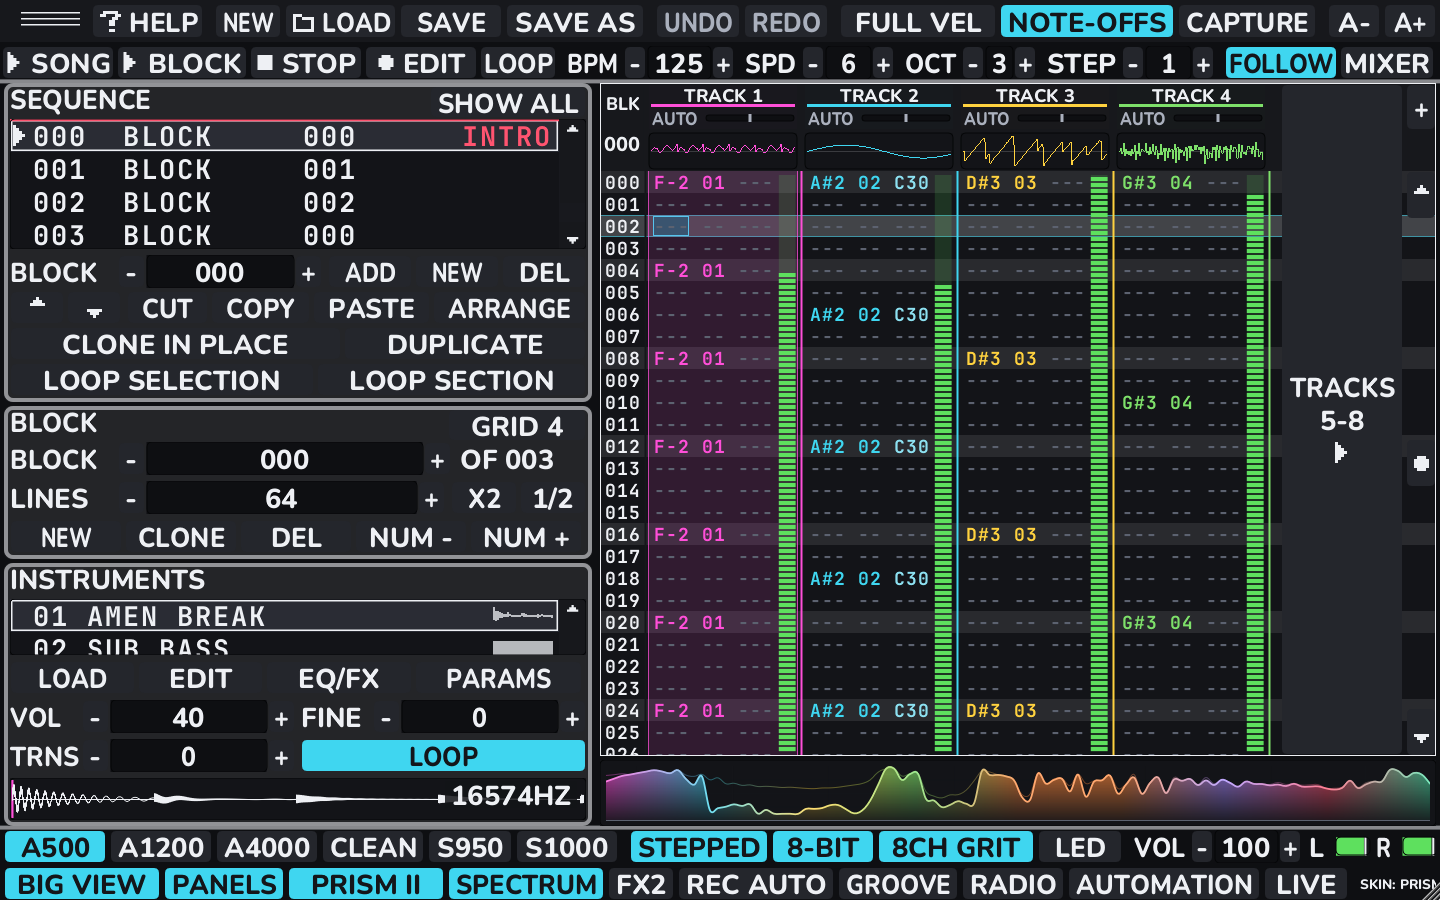 ? HELP NEW LOAD SAVE SAVE AS UNDO REDO FULL VEL NOTE-OFFS CAPTURE A- A+
SONG BLOCK STOP EDIT LOOP BPM - 125 + SPD - 6 + OCT - 3 + STEP - 1 + FOLLOW MIXER
SEQUENCE SHOW ALL
000 BLOCK 000 INTRO
001 BLOCK 001
002 BLOCK 002
003 BLOCK 000
BLOCK - 000 + ADD NEW DEL
CUT COPY PASTE ARRANGE
CLONE IN PLACE DUPLICATE
LOOP SELECTION LOOP SECTION
BLOCK GRID 4
BLOCK - 000 + OF 003
LINES - 64 + X2 1/2
NEW CLONE DEL NUM - NUM +
INSTRUMENTS
01 AMEN BREAK
02 SUB BASS
LOAD EDIT EQ/FX PARAMS
VOL - 40 + FINE - 0 +
TRNS - 0 + LOOP
16574HZ
BLK TRACK 1 TRACK 2 TRACK 3 TRACK 4 +
AUTO AUTO AUTO AUTO
000
000 F-2 01 --- A#2 02 C30 D#3 03 G#3 04 ---
001 --- -- --- --- -- --- --- -- --- --- -- ---
002 --- -- --- --- -- --- --- -- --- --- -- ---
003 --- -- --- --- -- --- --- -- --- --- -- ---
004 F-2 01 --- --- -- --- --- -- --- --- -- ---
005 --- -- --- --- -- --- --- -- --- --- -- ---
006 --- -- --- A#2 02 C30 --- -- --- --- -- ---
007 --- -- --- --- -- --- --- -- --- --- -- ---
008 F-2 01 --- --- -- --- D#3 03 --- --- -- ---
009 --- -- --- --- -- --- --- -- --- --- -- ---
010 --- -- --- --- -- --- --- -- --- G#3 04 ---
011 --- -- --- --- -- --- --- -- --- --- -- ---
012 F-2 01 --- A#2 02 C30 --- -- --- --- -- ---
013 --- -- --- --- -- --- --- -- --- --- -- ---
014 --- -- --- --- -- --- --- -- --- --- -- ---
015 --- -- --- --- -- --- --- -- --- --- -- ---
016 F-2 01 --- --- -- --- D#3 03 --- --- -- ---
017 --- -- --- --- -- --- --- -- --- --- -- ---
018 --- -- --- A#2 02 C30 --- -- --- --- -- ---
019 --- -- --- --- -- --- --- -- --- --- -- ---
020 F-2 01 --- --- -- --- --- -- --- G#3 04 ---
021 --- -- --- --- -- --- --- -- --- --- -- ---
022 --- -- --- --- -- --- --- -- --- --- -- ---
023 --- -- --- --- -- --- --- -- --- --- -- ---
024 F-2 01 --- A#2 02 C30 D#3 03 --- --- -- ---
025 --- -- --- --- -- --- --- -- --- --- -- ---
026
TRACKS
5-8
A500 A1200 A4000 CLEAN S950 S1000 STEPPED 8-BIT 8CH GRIT LED VOL - 100 + L R
BIG VIEW PANELS PRISM II SPECTRUM FX2 REC AUTO GROOVE RADIO AUTOMATION LIVE SKIN: PRISM